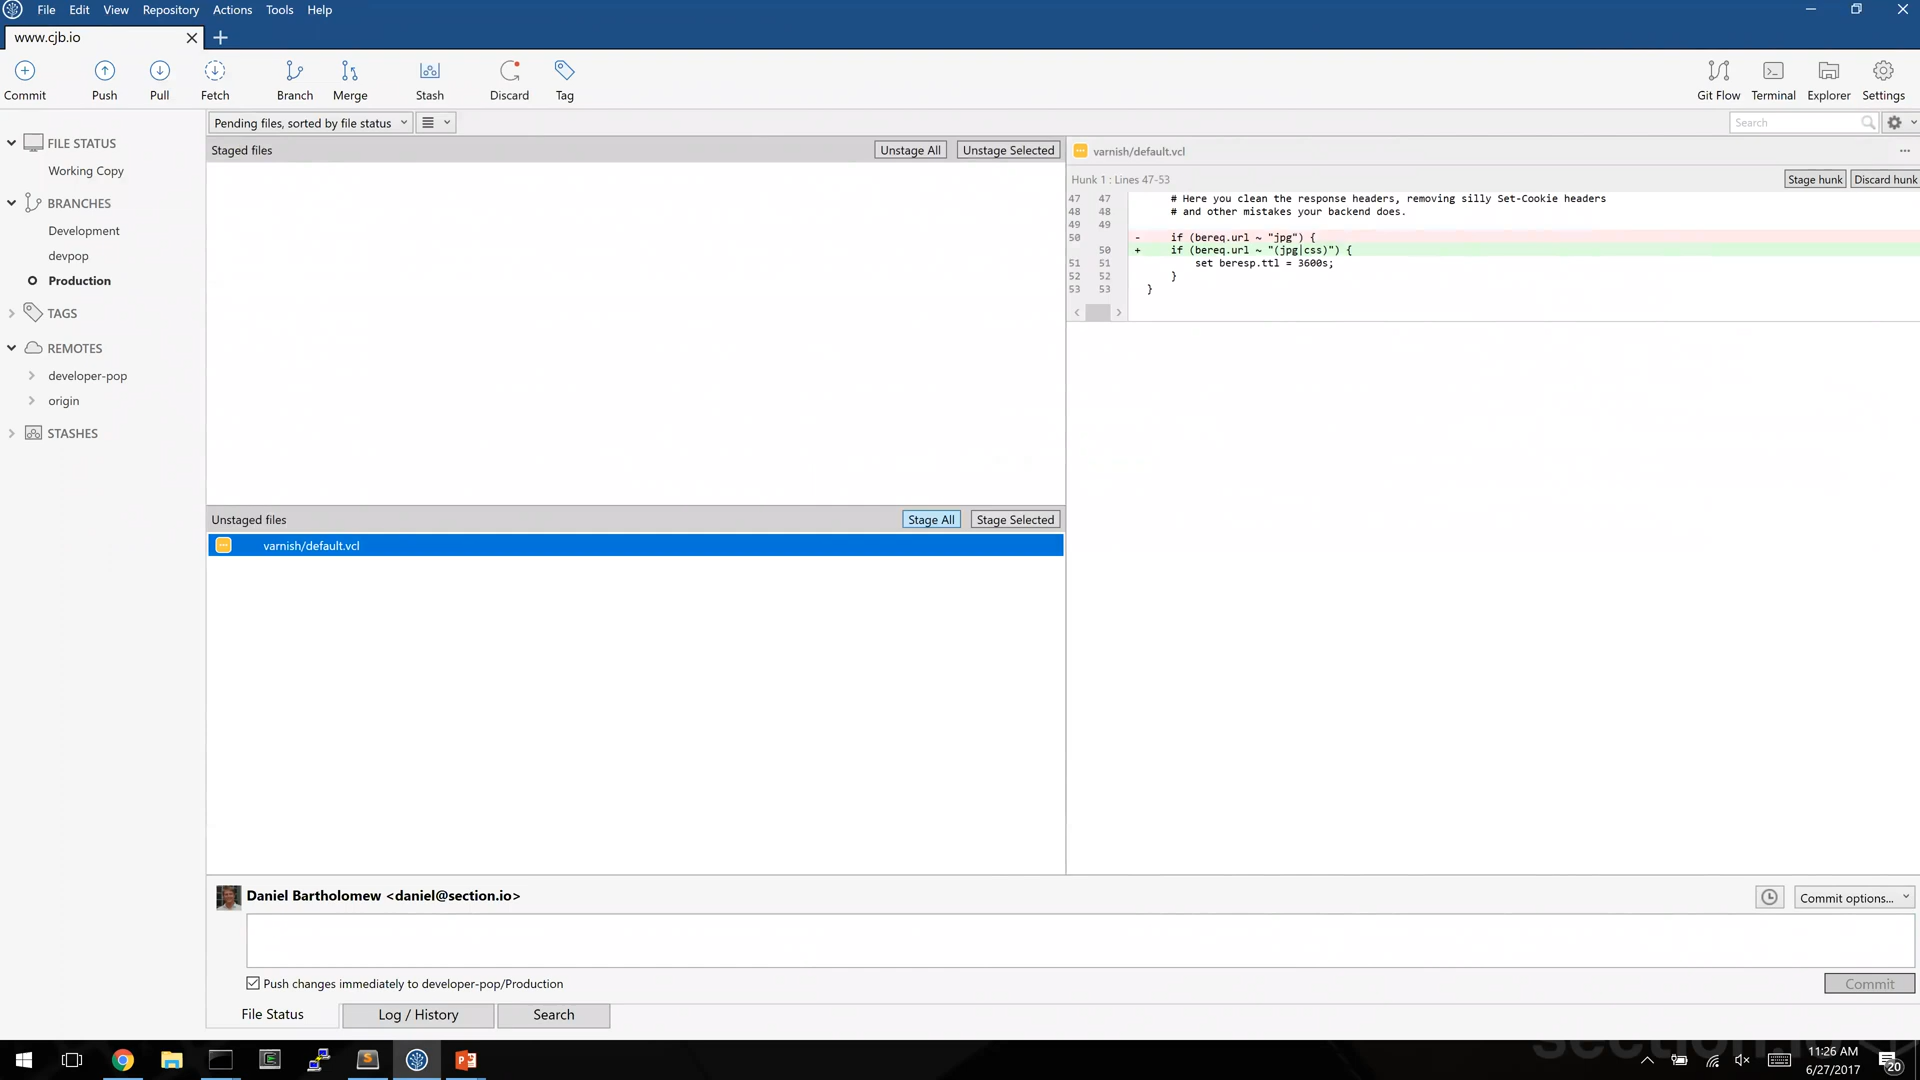 File Edit View Repository Actions Tools Help
www.cjb.io
Commit Push Pull Fetch Branch Merge Stash Discard Tag Git Flow Terminal Explorer Settings
Pending files, sorted by file status
Search
FILE STATUS
Working Copy
BRANCHES
Development
devpop
Production
TAGS
REMOTES
developer-pop
origin
STASHES
Staged files Unstage All Unstage Selected
Unstaged files Stage All Stage Selected
varnish/default.vcl
varnish/default.vcl
Hunk 1 : Lines 47-53 Stage hunk Discard hunk
47 47 # Here you clean the response headers, removing silly Set-Cookie headers
48 48 # and other mistakes your backend does.
49 49
50 - if (bereq.url ~ "jpg") {
50 + if (bereq.url ~ "(jpg|css)") {
51 51 set beresp.ttl = 3600s;
52 52 }
53 53 }
Daniel Bartholomew <daniel@section.io>
Commit options...
Push changes immediately to developer-pop/Production
Commit
File Status Log / History Search
section.io
11:26 AM
6/27/2017
20